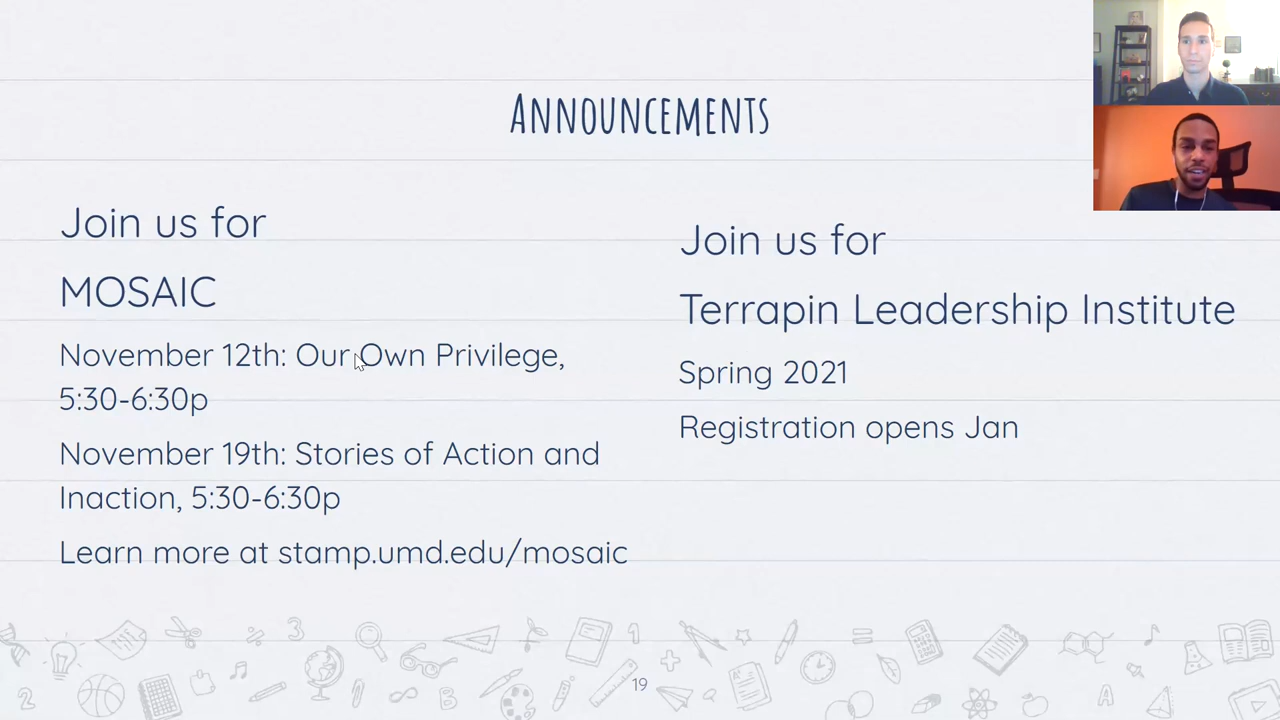 Announcements
Join us for
MOSAIC
November 12th: Our Own Privilege,
5:30-6:30p
November 19th: Stories of Action and
Inaction, 5:30-6:30p
Learn more at stamp.umd.edu/mosaic
Join us for
Terrapin Leadership Institute
Spring 2021
Registration opens Jan
19